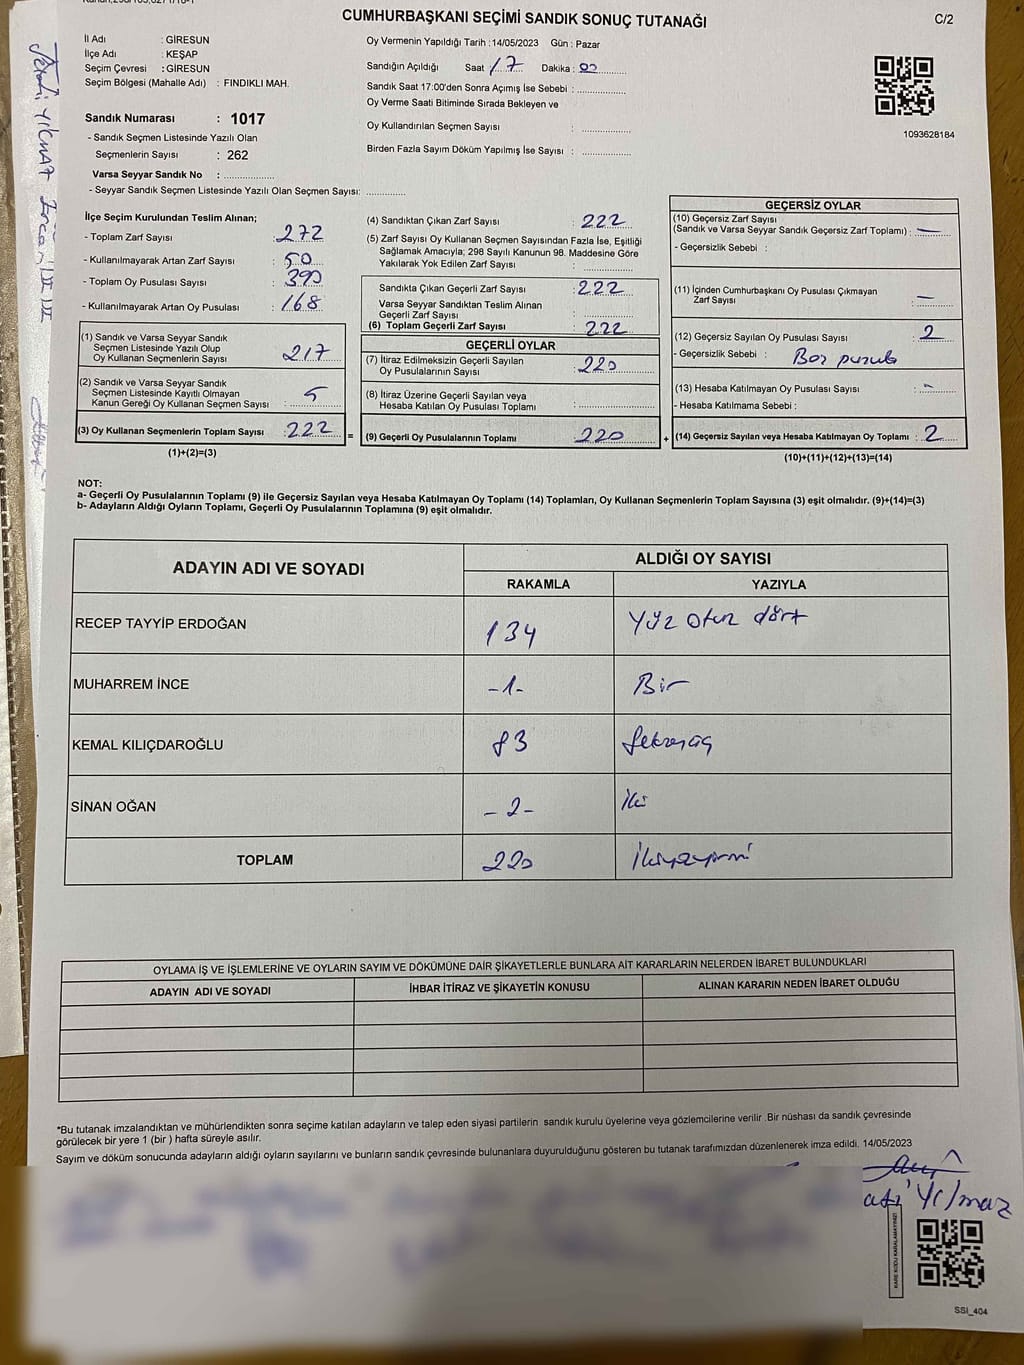 CUMHURBAŞKANI SEÇİMİ SANDIK SONUÇ TUTANAĞI
C/2
İl Adı : GİRESUN
İlçe Adı : KEŞAP
Seçim Çevresi : GİRESUN
Seçim Bölgesi (Mahalle Adı) : FINDIKLI MAH.
Oy Vermenin Yapıldığı Tarih : 14/05/2023 Gün : Pazar
Sandığın Açıldığı Saat 17 Dakika : 00
Sandık Saat 17:00'den Sonra Açımış İse Sebebi :
Oy Verme Saati Bitiminde Sırada Bekleyen ve
Oy Kullandırılan Seçmen Sayısı :
Birden Fazla Sayım Döküm Yapılmış İse Sayısı :
1093628184
Sandık Numarası : 1017
- Sandık Seçmen Listesinde Yazılı Olan
Seçmenlerin Sayısı : 262
Varsa Seyyar Sandık No :
- Seyyar Sandık Seçmen Listesinde Yazılı Olan Seçmen Sayısı:
İlçe Seçim Kurulundan Teslim Alınan;
- Toplam Zarf Sayısı : 272
- Kullanılmayarak Artan Zarf Sayısı : 50
- Toplam Oy Pusulası Sayısı : 390
- Kullanılmayarak Artan Oy Pusulası : 168
(1) Sandık ve Varsa Seyyar Sandık
Seçmen Listesinde Yazılı Olup
Oy Kullanan Seçmenlerin Sayısı : 217
(2) Sandık ve Varsa Seyyar Sandık
Seçmen Listesinde Kayıtlı Olmayan
Kanun Gereği Oy Kullanan Seçmen Sayısı : 5
(3) Oy Kullanan Seçmenlerin Toplam Sayısı : 222
(1)+(2)=(3)
=
(4) Sandıktan Çıkan Zarf Sayısı : 222
(5) Zarf Sayısı Oy Kullanan Seçmen Sayısından Fazla İse, Eşitliği
Sağlamak Amacıyla; 298 Sayılı Kanunun 98. Maddesine Göre
Yakılarak Yok Edilen Zarf Sayısı :
Sandıkta Çıkan Geçerli Zarf Sayısı : 222
Varsa Seyyar Sandıktan Teslim Alınan
Geçerli Zarf Sayısı :
(6) Toplam Geçerli Zarf Sayısı : 222
GEÇERLİ OYLAR
(7) İtiraz Edilmeksizin Geçerli Sayılan
Oy Pusulalarının Sayısı : 220
(8) İtiraz Üzerine Geçerli Sayılan veya
Hesaba Katılan Oy Pusulası Toplamı :
(9) Geçerli Oy Pusulalarının Toplamı : 220
+
GEÇERSİZ OYLAR
(10) Geçersiz Zarf Sayısı
(Sandık ve Varsa Seyyar Sandık Geçersiz Zarf Toplamı) : —
- Geçersizlik Sebebi :
(11) İçinden Cumhurbaşkanı Oy Pusulası Çıkmayan
Zarf Sayısı : —
(12) Geçersiz Sayılan Oy Pusulası Sayısı : 2
- Geçersizlik Sebebi : Boş pusula
(13) Hesaba Katılmayan Oy Pusulası Sayısı : -
- Hesaba Katılmama Sebebi :
(14) Geçersiz Sayılan veya Hesaba Katılmayan Oy Toplamı : 2
(10)+(11)+(12)+(13)=(14)
NOT:
a- Geçerli Oy Pusulalarının Toplamı (9) ile Geçersiz Sayılan veya Hesaba Katılmayan Oy Toplamı (14) Toplamları, Oy Kullanan Seçmenlerin Toplam Sayısına (3) eşit olmalıdır. (9)+(14)=(3)
b- Adayların Aldığı Oyların Toplamı, Geçerli Oy Pusulalarının Toplamına (9) eşit olmalıdır.
ADAYIN ADI VE SOYADI
ALDIĞI OY SAYISI
RAKAMLA YAZIYLA
RECEP TAYYİP ERDOĞAN 134 Yüz otuz dört
MUHARREM İNCE -1- Bir
KEMAL KILIÇDAROĞLU 83 Seksenüç
SİNAN OĞAN -2- İki
TOPLAM 220 İkiyüzyirmi
OYLAMA İŞ VE İŞLEMLERİNE VE OYLARIN SAYIM VE DÖKÜMÜNE DAİR ŞİKAYETLERLE BUNLARA AİT KARARLARIN NELERDEN İBARET BULUNDUKLARI
ADAYIN ADI VE SOYADI İHBAR İTİRAZ VE ŞİKAYETİN KONUSU ALINAN KARARIN NEDEN İBARET OLDUĞU
*Bu tutanak imzalandıktan ve mühürlendikten sonra seçime katılan adayların ve talep eden siyasi partilerin sandık kurulu üyelerine veya gözlemcilerine verilir. Bir nüshası da sandık çevresinde
görülecek bir yere 1 (bir ) hafta süreyle asılır.
Sayım ve döküm sonucunda adayların aldığı oyların sayılarını ve bunların sandık çevresinde bulunanlara duyurulduğunu gösteren bu tutanak tarafımızdan düzenlenerek imza edildi. 14/05/2023
ati Yılmaz
KARE KODU KARALAMAYINIZ!
SSİ_404